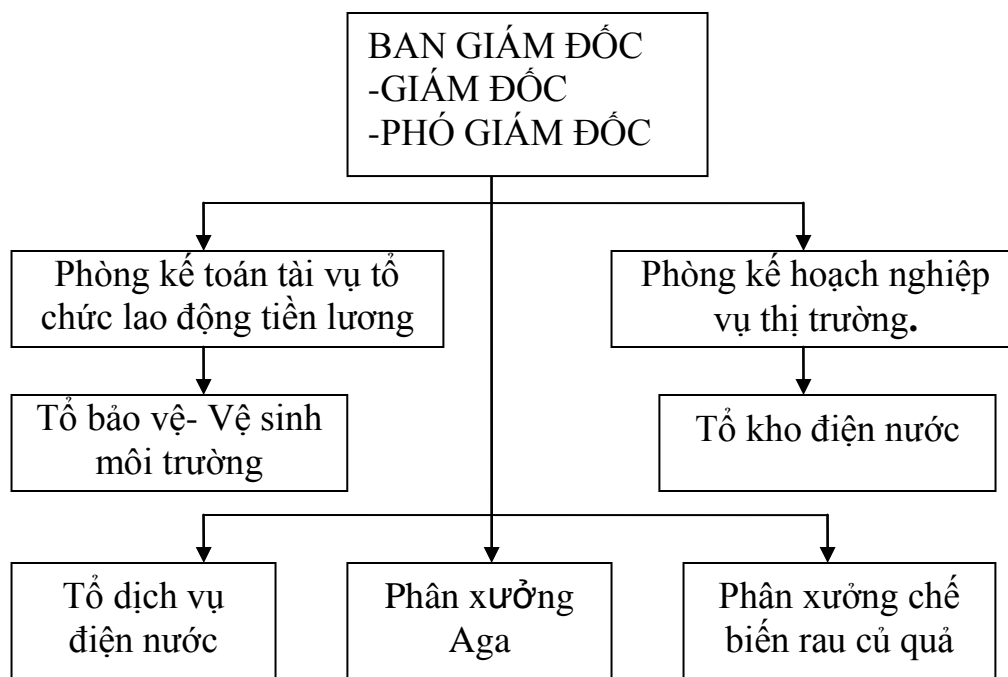 BAN GIÁM ĐỐC
-GIÁM ĐỐC
-PHÓ GIÁM ĐỐC
Phòng kế toán tài vụ tổ
chức lao động tiền lương
Phòng kế hoạch nghiệp
vụ thị trường.
Tổ bảo vệ- Vệ sinh
môi trường
Tổ kho điện nước
Tổ dịch vụ
điện nước
Phân xưởng
Aga
Phân xưởng chế
biến rau củ quả